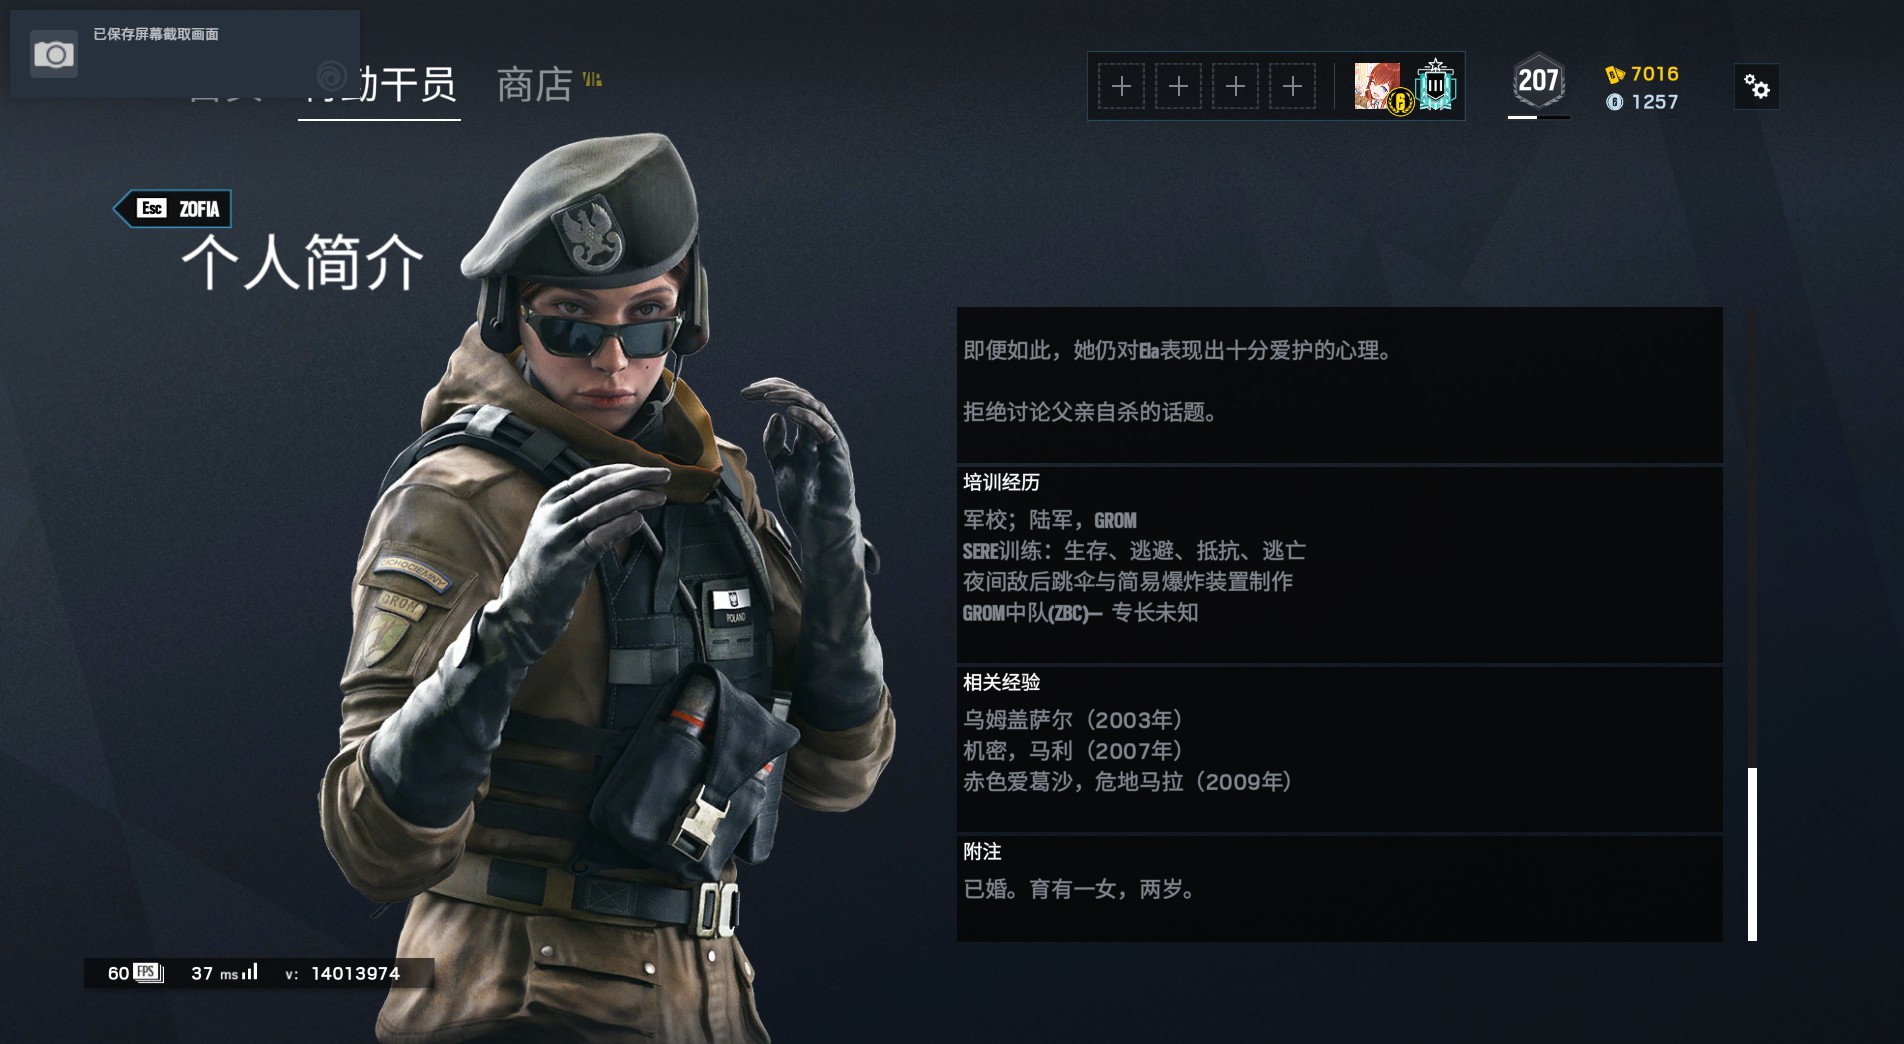 已保存屏幕截取画面
行动干员
商店
207
7016
1257
Esc ZOFIA
个人简介
即便如此，她仍对Ela表现出十分爱护的心理。
拒绝讨论父亲自杀的话题。
培训经历
军校；陆军，GROM
SERE训练：生存、逃避、抵抗、逃亡
夜间敌后跳伞与简易爆炸装置制作
GROM中队(ZBC)— 专长未知
相关经验
乌姆盖萨尔（2003年）
机密，马利（2007年）
赤色爱葛沙，危地马拉（2009年）
附注
已婚。育有一女，两岁。
GROM
POLAND
60 FPS 37 ms v: 14013974